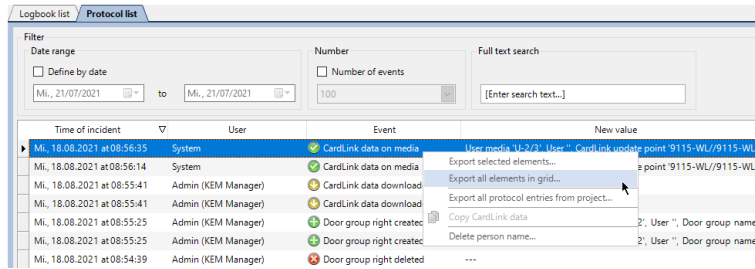 Logbook list Protocol list
Filter
Date range Number Full text search
Define by date Number of events
Mi., 21/07/2021 to Mi., 21/07/2021 100 [Enter search text...]
Time of incident User Event New value
Mi., 18.08.2021 at 08:56:35 System CardLink data on media User media 'U-2/3', User '', CardLink update point '9115-WL//9115-WL
Mi., 18.08.2021 at 08:56:14 System CardLink data on media e point '9115-WL//9115-WL
Mi., 18.08.2021 at 08:55:41 Admin (KEM Manager) CardLink data download
Mi., 18.08.2021 at 08:55:41 Admin (KEM Manager) CardLink data download
Mi., 18.08.2021 at 08:55:25 Admin (KEM Manager) Door group right created 2', User '', Door group name
Mi., 18.08.2021 at 08:55:25 Admin (KEM Manager) Door group right created 2', User '', Door group name
Mi., 18.08.2021 at 08:54:39 Admin (KEM Manager) Door group right deleted ---
Export selected elements...
Export all elements in grid...
Export all protocol entries from project...
Copy CardLink data
Delete person name...